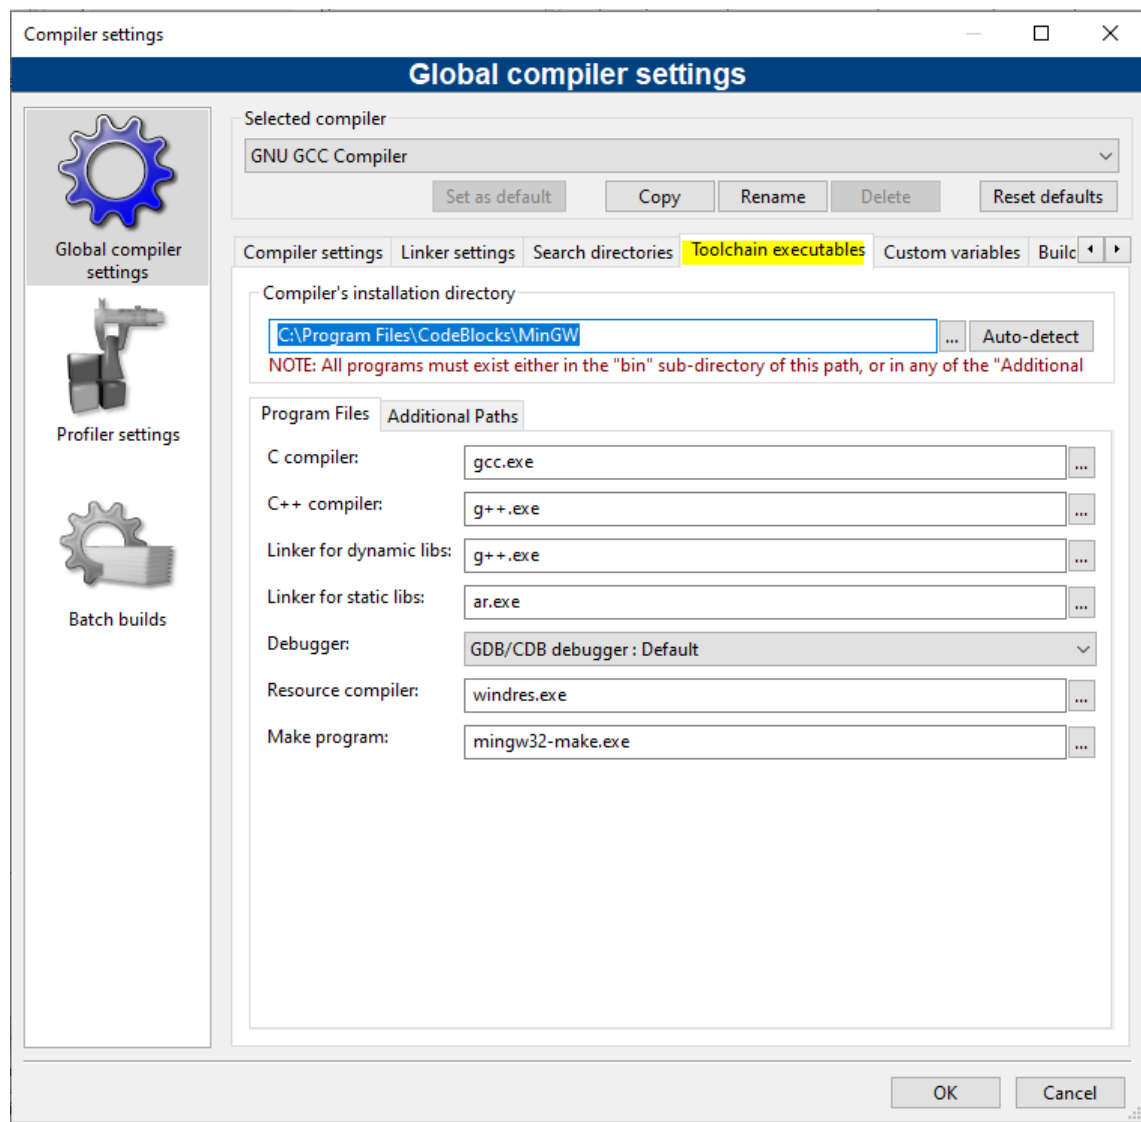 Compiler settings
Global compiler settings
Global compiler
settings
Profiler settings
Batch builds
Selected compiler
GNU GCC Compiler
Set as default Copy Rename Delete Reset defaults
Compiler settings Linker settings Search directories Toolchain executables Custom variables Builc
Compiler's installation directory
C:\Program Files\CodeBlocks\MinGW ... Auto-detect
NOTE: All programs must exist either in the "bin" sub-directory of this path, or in any of the "Additional
Program Files Additional Paths
C compiler: gcc.exe ...
C++ compiler: g++.exe ...
Linker for dynamic libs: g++.exe ...
Linker for static libs: ar.exe ...
Debugger: GDB/CDB debugger : Default
Resource compiler: windres.exe ...
Make program: mingw32-make.exe ...
OK Cancel